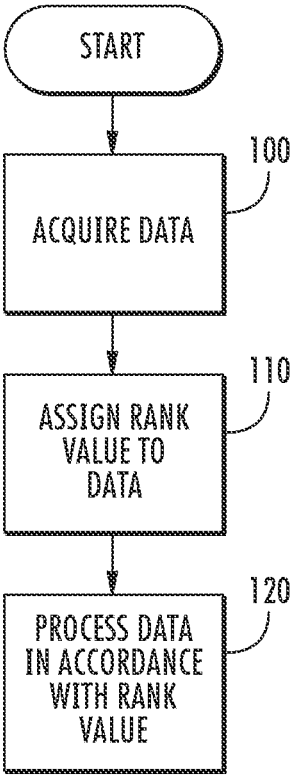 START
100
ACQUIRE DATA
110
ASSIGN RANK
VALUE TO
DATA
120
PROCESS DATA
IN ACCORDANCE
WITH RANK
VALUE